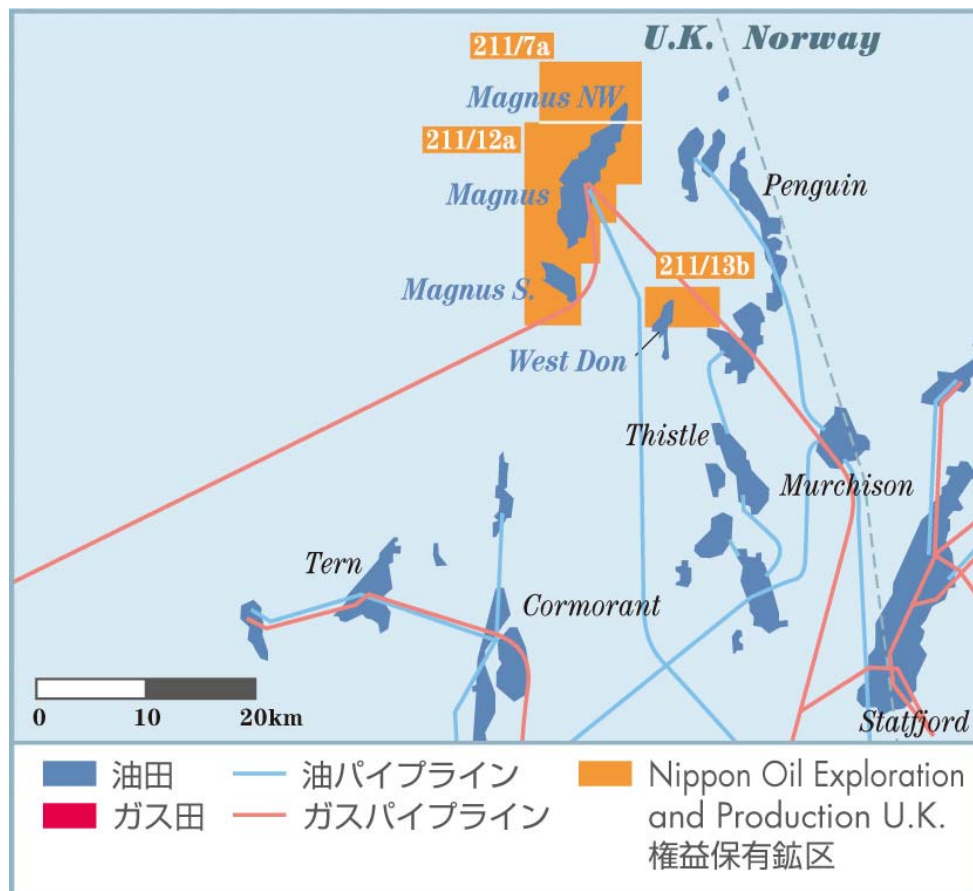 211/7a
U.K. Norway
Magnus NW
211/12a
Magnus
Penguin
Magnus S.
211/13b
West Don
Thistle
Murchison
Tern
Cormorant
0 10 20km
Statfjord
油田
油パイプライン
Nippon Oil Exploration
ガス田
ガスパイプライン
and Production U.K.
権益保有鉱区